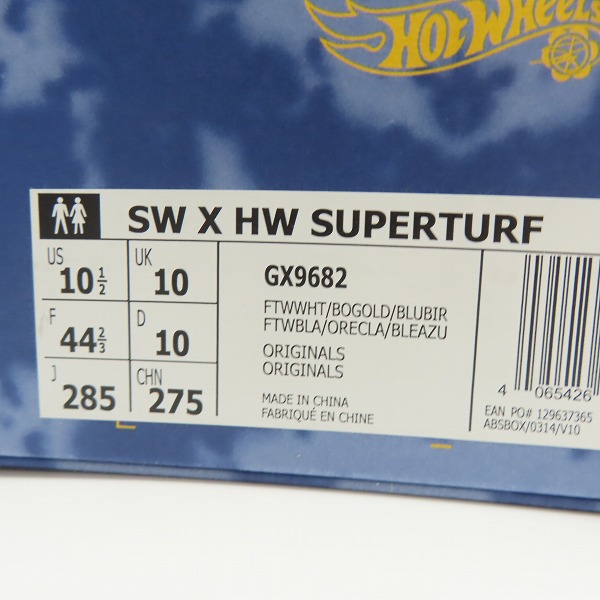 HOT WHEELS
SW X HW SUPERTURF
US 10 1/2 UK 10
F 44 2/3 D 10
J 285 CHN 275
GX9682
FTWWHT/BOGOLD/BLUBIR
FTWBLA/ORECLA/BLEAZU
ORIGINALS
ORIGINALS
MADE IN CHINA
FABRIQUÉ EN CHINE
4 065426
EAN PO# 129637365
ABSBOX/0314/V10